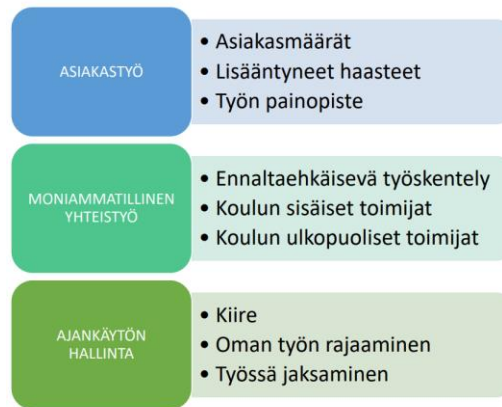 ASIAKASTYÖ
• Asiakasmäärät
• Lisääntyneet haasteet
• Työn painopiste
MONIAMMATILLINEN
YHTEISTYÖ
• Ennaltaehkäisevä työskentely
• Koulun sisäiset toimijat
• Koulun ulkopuoliset toimijat
AJANKÄYTÖN
HALLINTA
• Kiire
• Oman työn rajaaminen
• Työssä jaksaminen